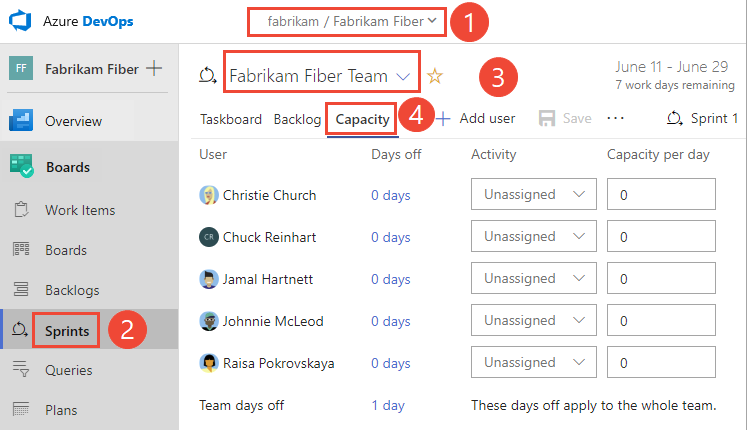 Azure DevOps
fabrikam / Fabrikam Fiber
1
FF Fabrikam Fiber
Fabrikam Fiber Team
3
June 11 - June 29
7 work days remaining
Overview
Taskboard Backlog Capacity 4 Add user Save ... Sprint 1
Boards
User Days off Activity Capacity per day
Work Items
Christie Church 0 days Unassigned 0
Boards
CR Chuck Reinhart 0 days Unassigned 0
Backlogs
Jamal Hartnett 0 days Unassigned 0
Sprints 2
Johnnie McLeod 0 days Unassigned 0
Queries
Raisa Pokrovskaya 0 days Unassigned 0
Plans
Team days off 1 day These days off apply to the whole team.